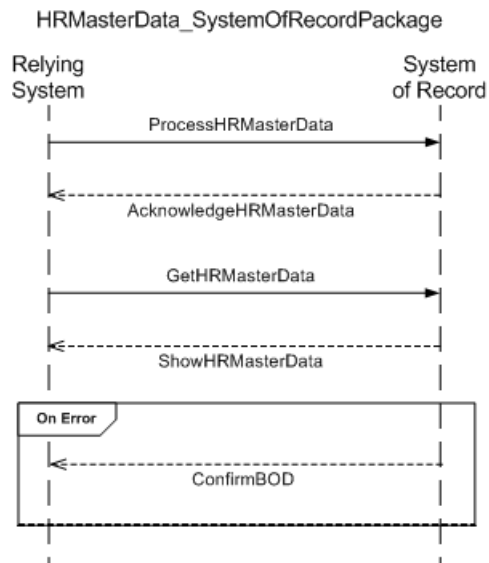 HRMasterData_SystemOfRecordPackage
Relying
System
System
of Record
ProcessHRMasterData
AcknowledgeHRMasterData
GetHRMasterData
ShowHRMasterData
On Error
ConfirmBOD